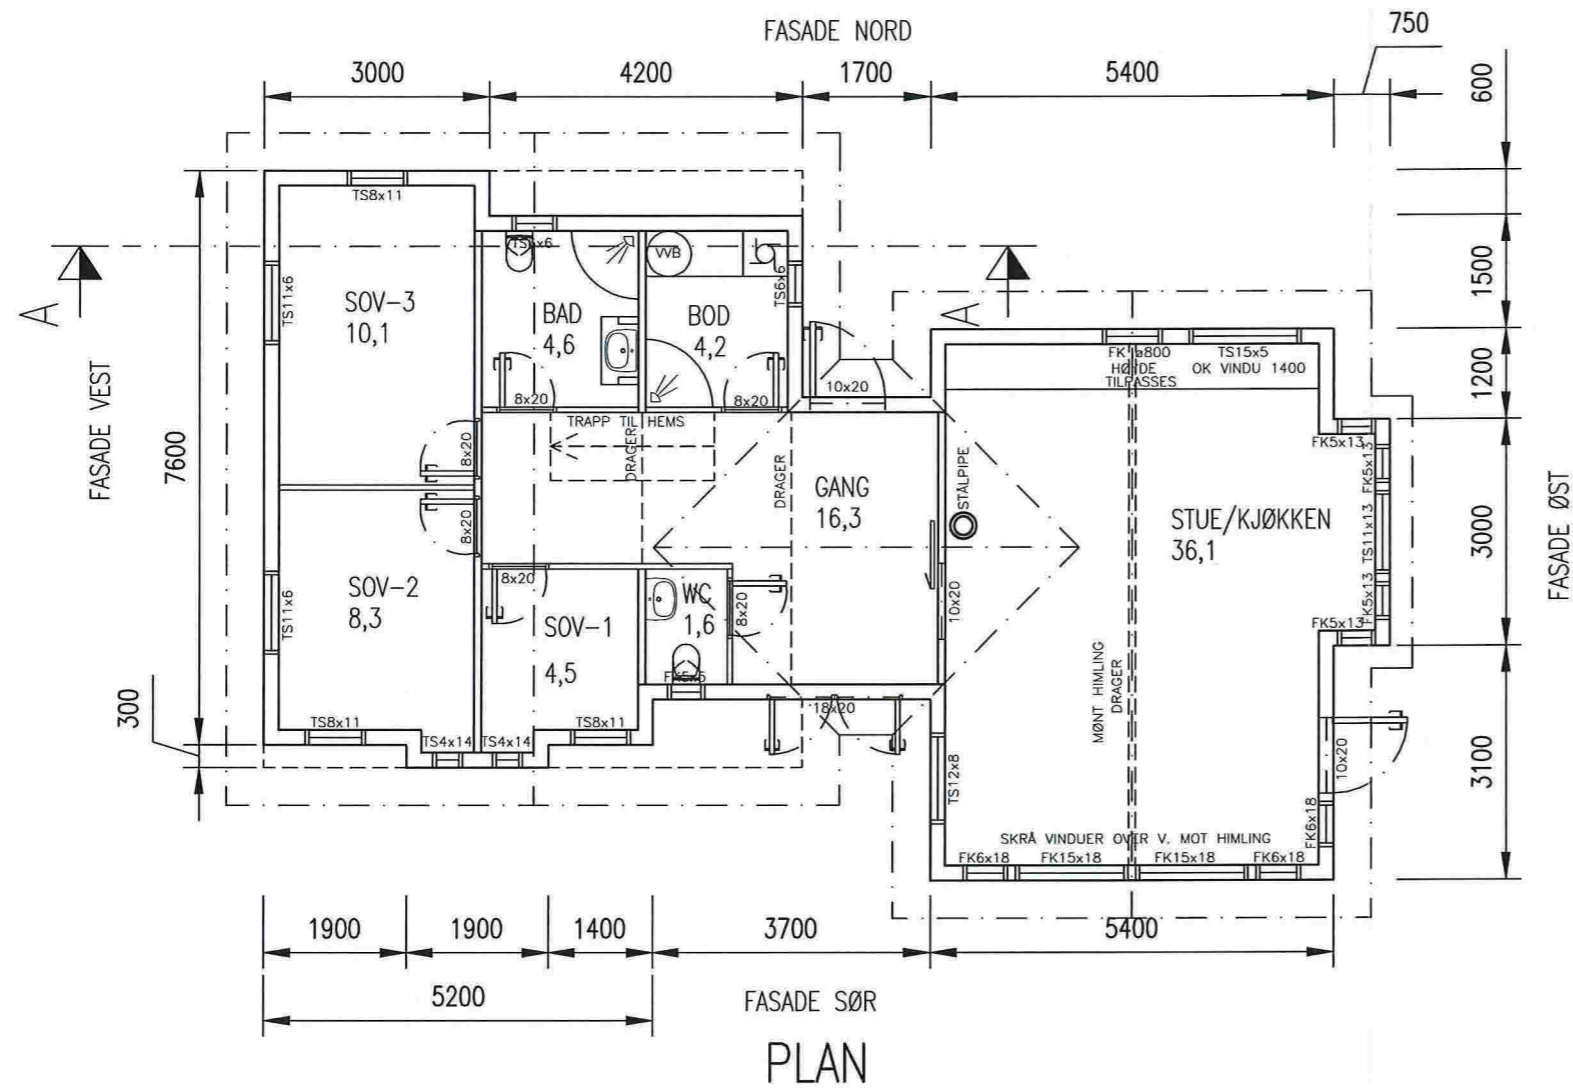 FASADE NORD
750
3000
4200
1700
5400
600
TS8x11
VVB
TS11x6
SOV-3
10,1
BAD
4,6
BOD
4,2
TS6x6
A
A
1500
FK
TS15x5
HØYDE
OK VINDU 1400
TILPASSES
1200
10x20
8x20
8x20
TRAPP TIL HEMS
FASADE VEST
7600
8x20
DRAGER
DRAGER
GANG
16,3
STÅLPIPE
FK5x13
FK5x13
STUE/KJØKKEN
36,1
TS11x13
3000
FASADE ØST
8x20
8x20
SOV-2
8,3
TS11x6
SOV-1
4,5
WC
1,6
8x20
10x20
FK5x13
FK5x13
MØNT HIMLING
DRAGER
300
TS8x11
TS4x14
TS4x14
TS8x11
18x20
TS12x8
10x20
3100
FK6x18
SKRÅ VINDUER OVER V. MOT HIMLING
FK6x18
FK15x18
FK15x18
FK6x18
1900
1900
1400
3700
5400
5200
FASADE SØR
PLAN